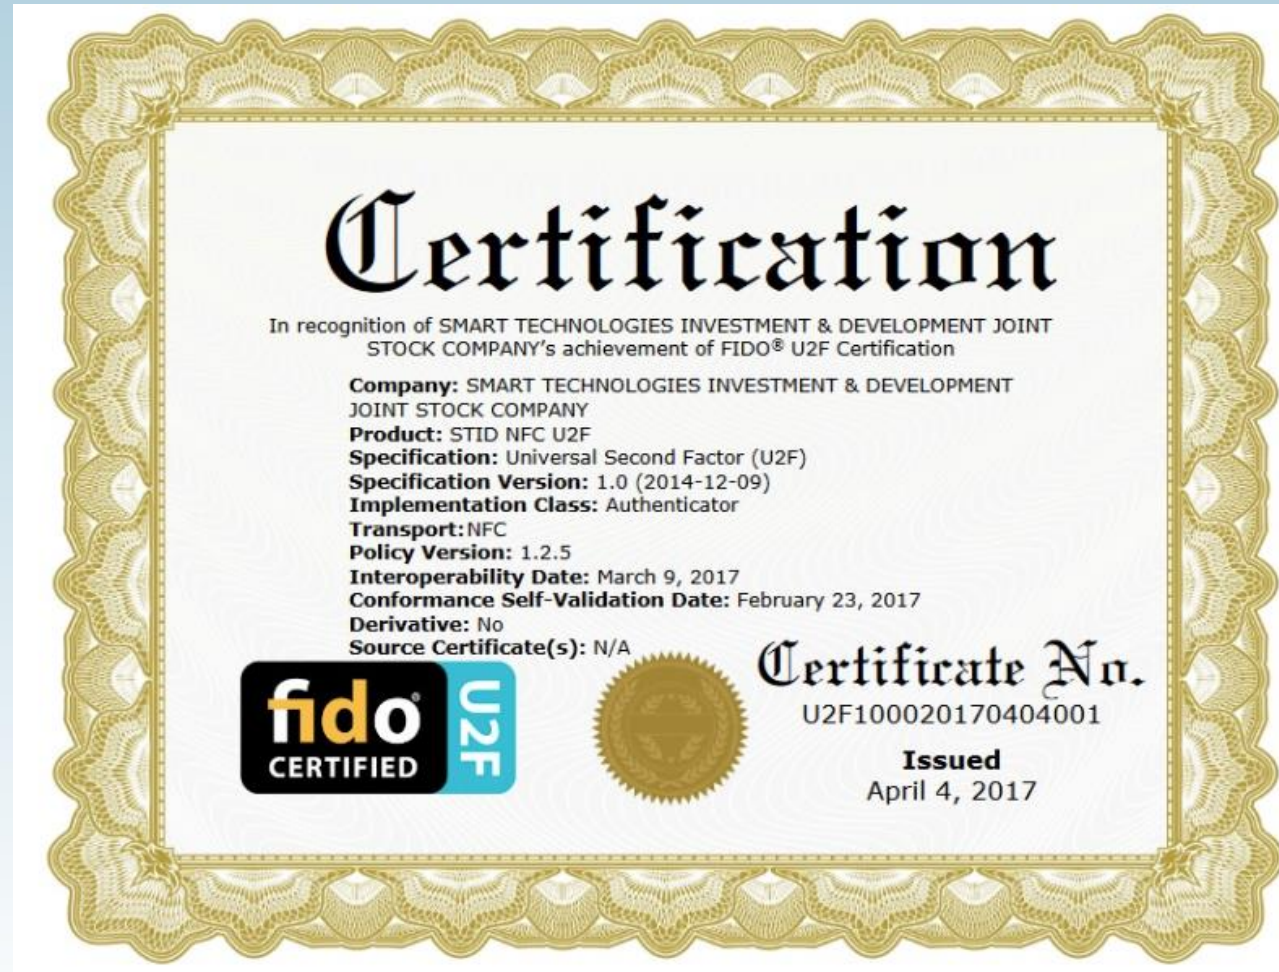 Certification
In recognition of SMART TECHNOLOGIES INVESTMENT & DEVELOPMENT JOINT
STOCK COMPANY's achievement of FIDO® U2F Certification
Company: SMART TECHNOLOGIES INVESTMENT & DEVELOPMENT
JOINT STOCK COMPANY
Product: STID NFC U2F
Specification: Universal Second Factor (U2F)
Specification Version: 1.0 (2014-12-09)
Implementation Class: Authenticator
Transport:NFC
Policy Version: 1.2.5
Interoperability Date: March 9, 2017
Conformance Self-Validation Date: February 23, 2017
Derivative: No
Source Certificate(s): N/A
fido®
CERTIFIED
U2F
Certificate No.
U2F100020170404001
Issued
April 4, 2017